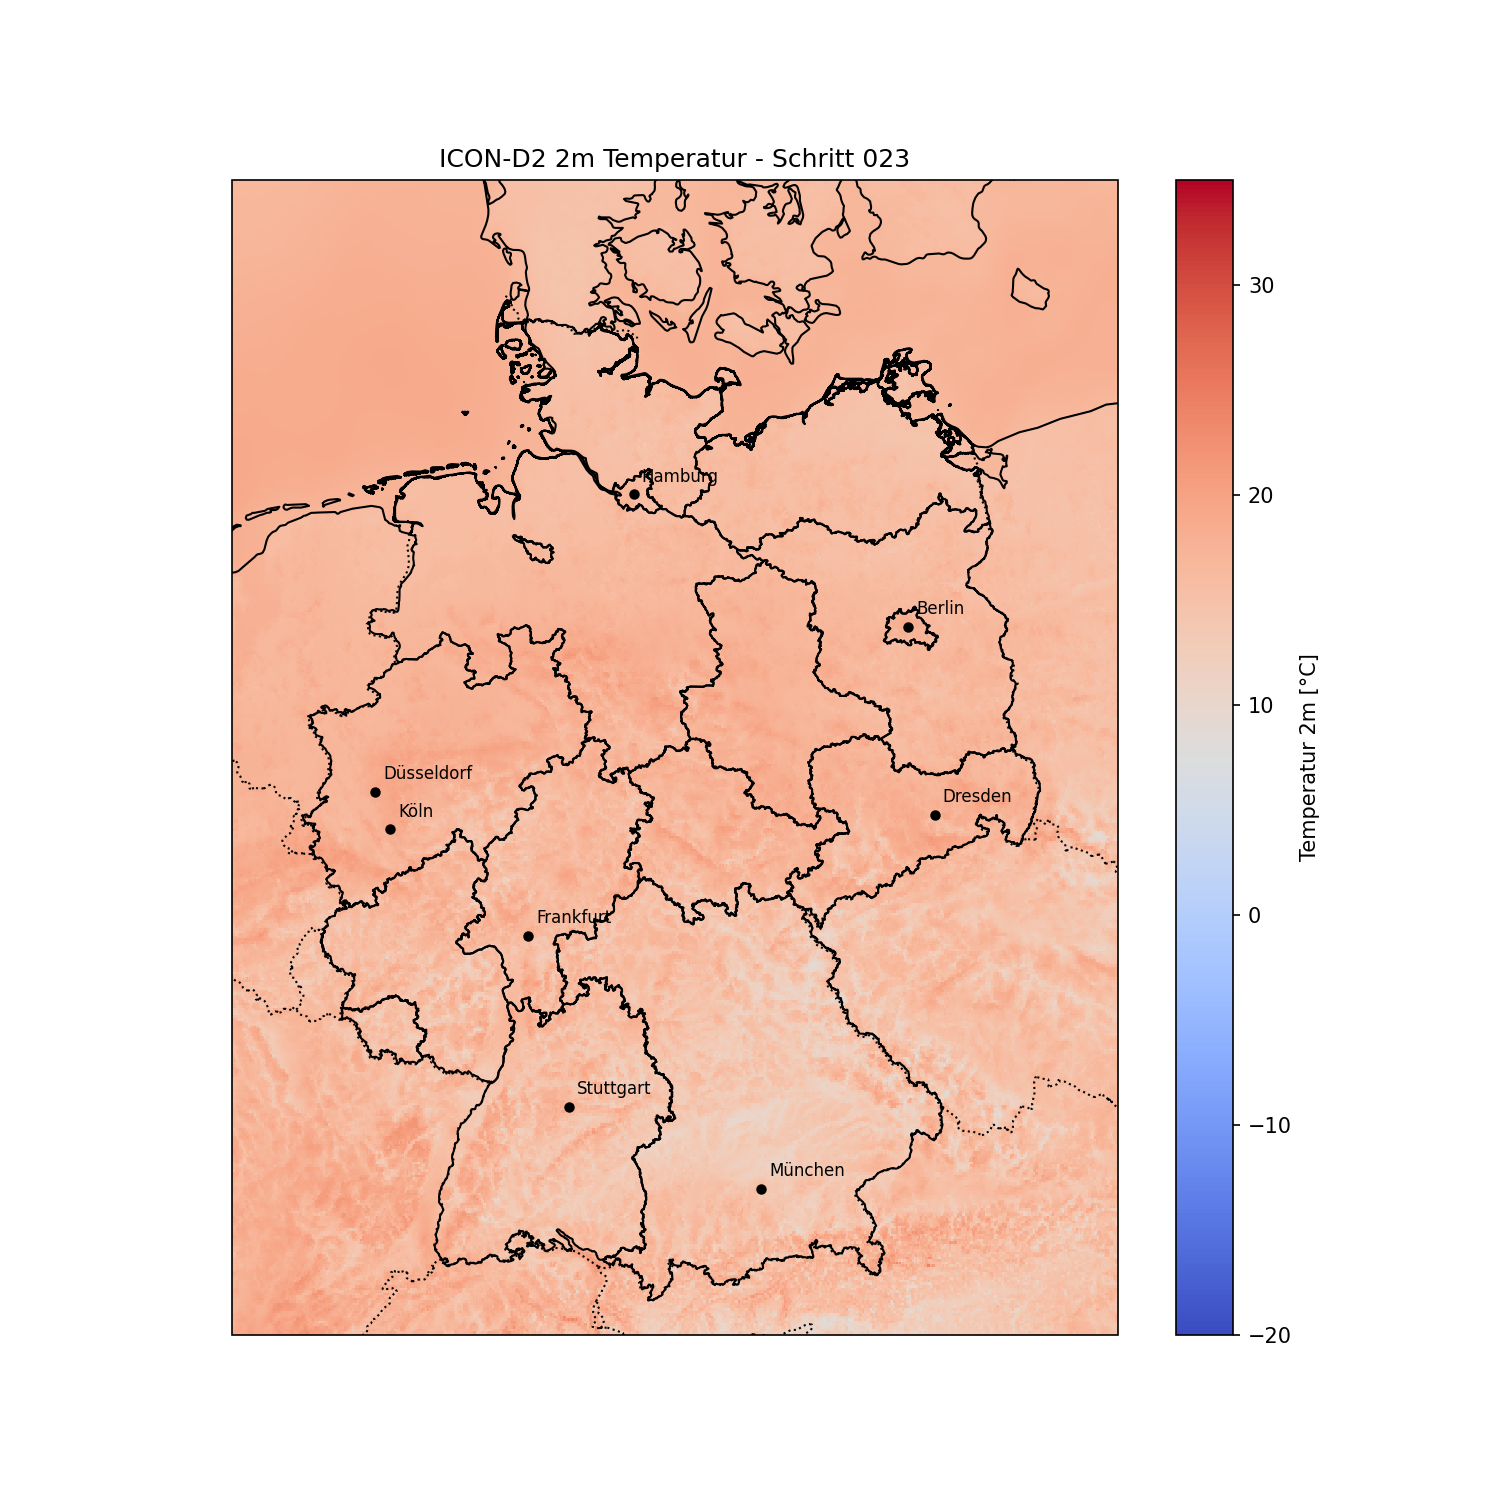 ICON-D2 2m Temperatur - Schritt 023
Hamburg
Berlin
Düsseldorf
Köln
Dresden
Frankfurt
Stuttgart
München
30
20
10
0
−10
−20
Temperatur 2m [°C]